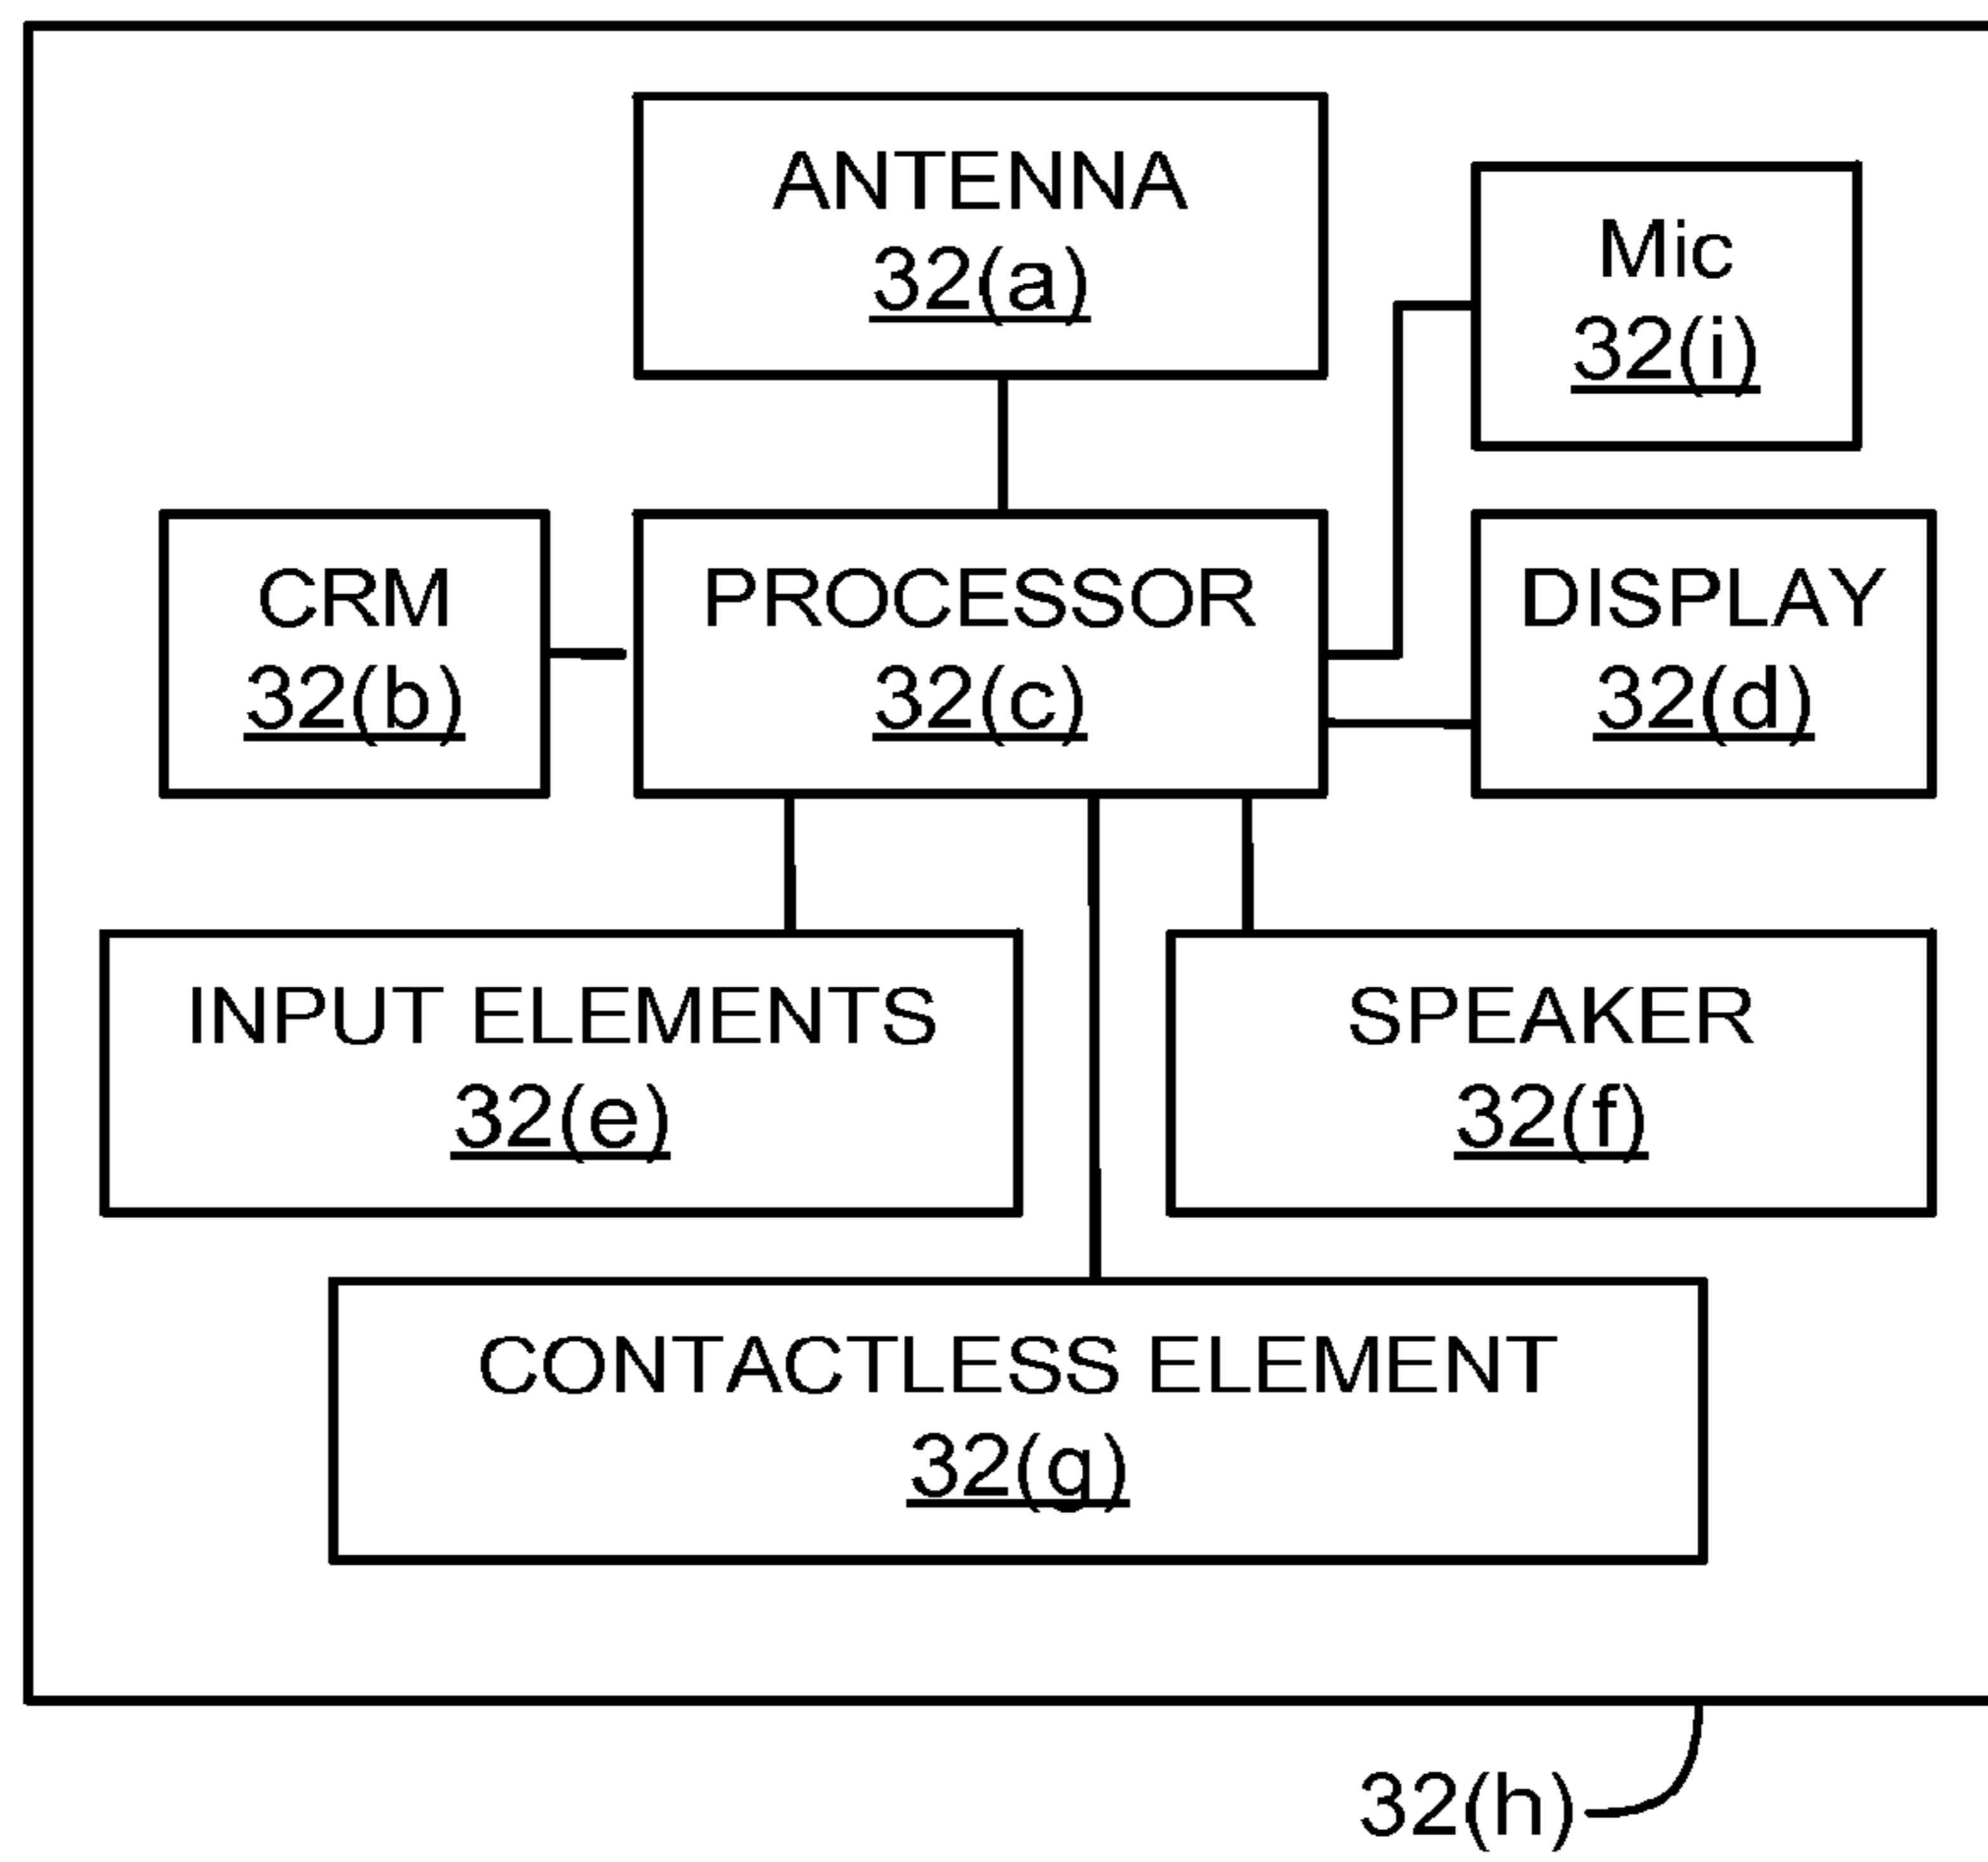 ANTENNA
32(a)
Mic
32(i)
CRM
32(b)
PROCESSOR
32(c)
DISPLAY
32(d)
INPUT ELEMENTS
32(e)
SPEAKER
32(f)
CONTACTLESS ELEMENT
32(g)
32(h)